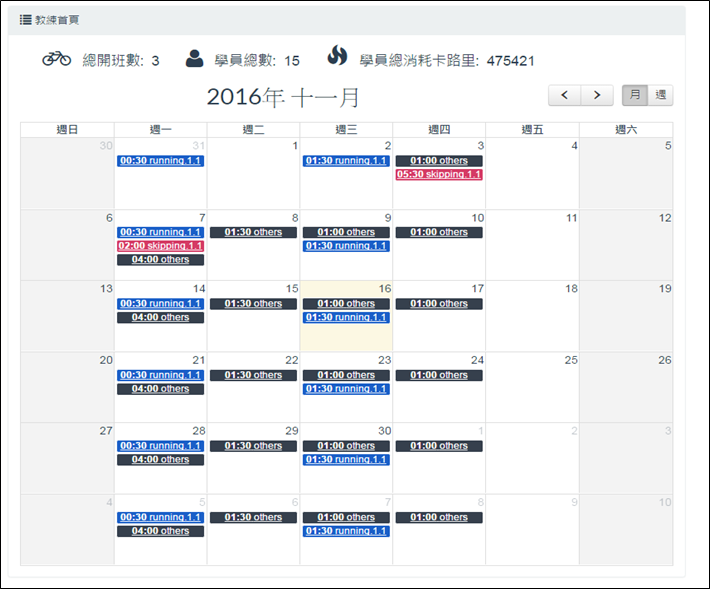 教練首頁
總開班數: 3 學員總數: 15 學員總消耗卡路里: 475421
2016年 十一月
月 週
週日 週一 週二 週三 週四 週五 週六
30 31 1 2 3 4 5
00:30 running.1.1 01:30 running.1.1 01:00 others
05:30 skipping.1.1
6 7 8 9 10 11 12
00:30 running.1.1 01:30 others 01:00 others 01:00 others
02:00 skipping.1.1 01:30 running.1.1
04:00 others
13 14 15 16 17 18 19
00:30 running.1.1 01:30 others 01:00 others 01:00 others
04:00 others 01:30 running.1.1
20 21 22 23 24 25 26
00:30 running.1.1 01:30 others 01:00 others 01:00 others
04:00 others 01:30 running.1.1
27 28 29 30 1 2 3
00:30 running.1.1 01:30 others 01:00 others 01:00 others
04:00 others 01:30 running.1.1
4 5 6 7 8 9 10
00:30 running.1.1 01:30 others 01:00 others 01:00 others
04:00 others 01:30 running.1.1